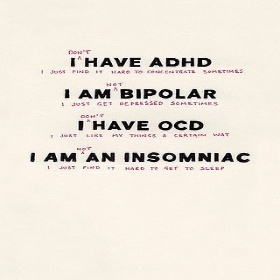 DON'T
I ^ HAVE ADHD
I JUST FIND IT HARD TO CONCENTRATE SOMETIMES
NOT
I AM ^ BIPOLAR
I JUST GET DEPRESSED SOMETIMES
DON'T
I ^ HAVE OCD
I JUST LIKE MY THINGS A CERTAIN WAY
NOT
I AM ^ AN INSOMNIAC
I JUST FIND IT HARD TO GET TO SLEEP